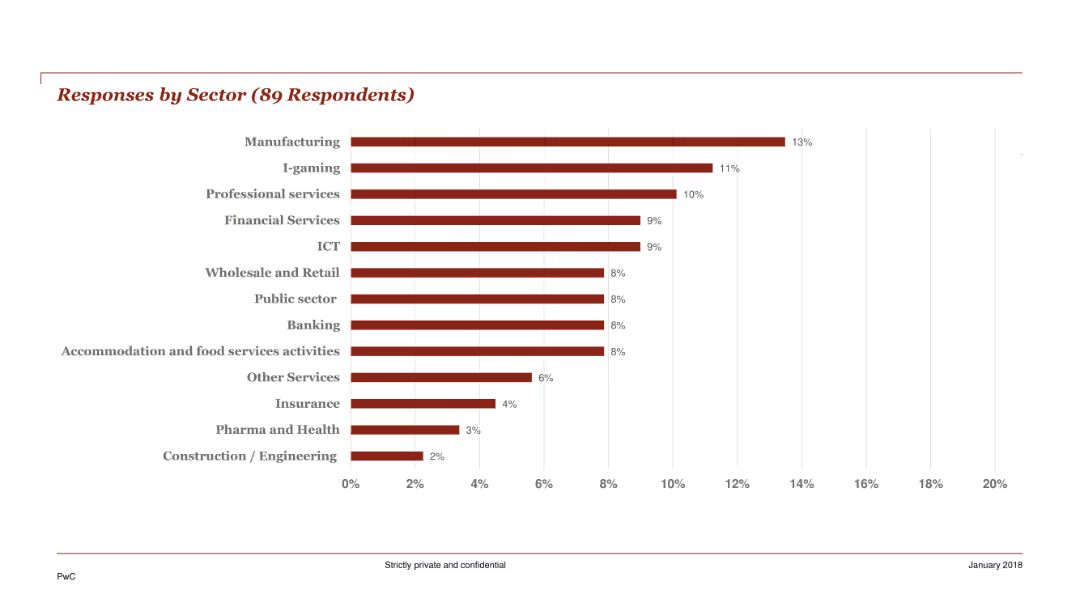 Responses by Sector (89 Respondents)
Manufacturing 13%
I-gaming 11%
Professional services 10%
Financial Services 9%
ICT 9%
Wholesale and Retail 8%
Public sector 8%
Banking 8%
Accommodation and food services activities 8%
Other Services 6%
Insurance 4%
Pharma and Health 3%
Construction / Engineering 2%
0% 2% 4% 6% 8% 10% 12% 14% 16% 18% 20%
Strictly private and confidential January 2018
PwC